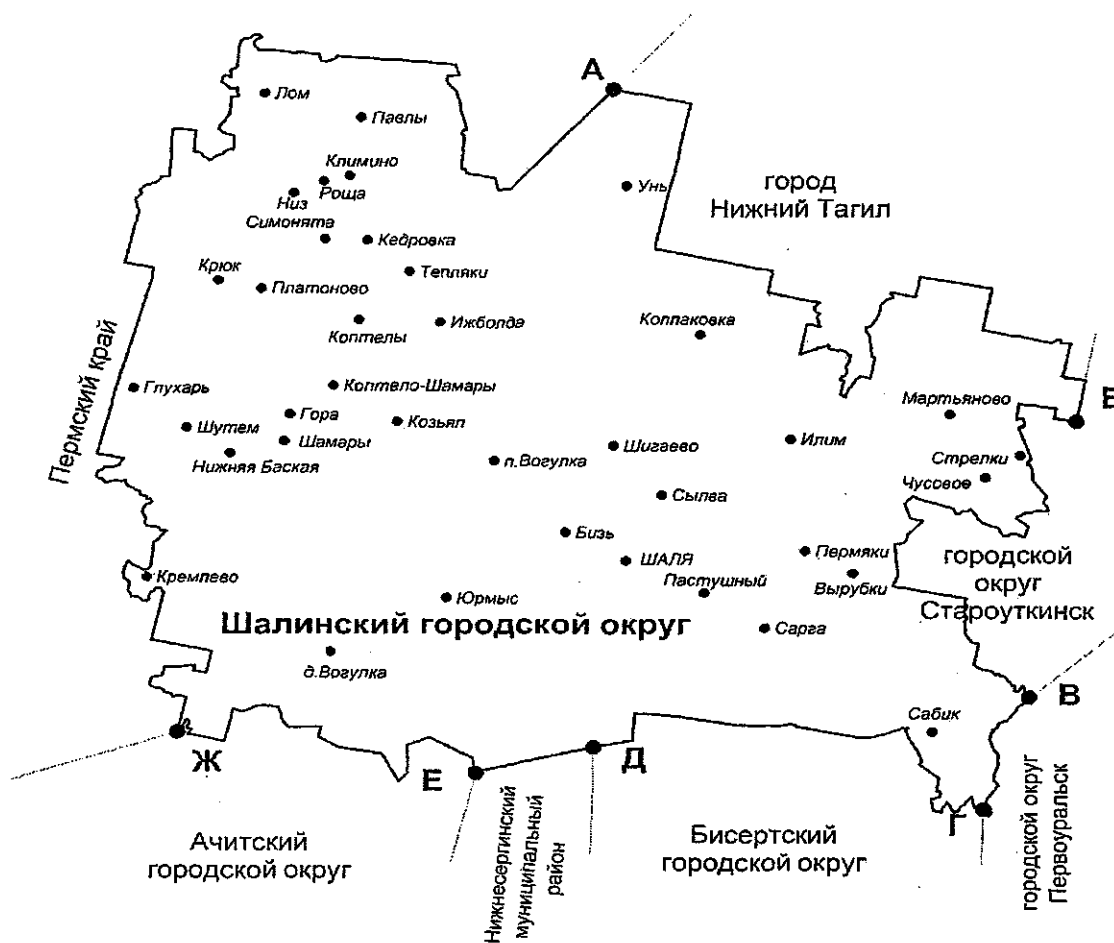 А
Лом
Павлы
Климино
Роща
Низ
Унь
город
Нижний Тагил
Симонята
Кедровка
Крюк
Тепляки
Платоново
Коптелы
Ижболда
Колпаковка
Пермский край
Глухарь
Коптело-Шамары
Мартьяново
Б
Гора
Козьял
Шутем
Шамары
Шигаево
Илим
Нижняя Баская
п.Вогулка
Стрелки
Чусовое
Сылва
Бизь
ШАЛЯ
Пермяки
городской
округ
Староуткинск
Кремлево
Пастушный
Вырубки
Юрмыс
Шалинский городской округ
Сарга
д.Вогулка
В
Сабик
Ж
Е
Д
Г
Ачитский
городской округ
Нижнесергинский
муниципальный
район
Бисертский
городской округ
городской округ
Первоуральск